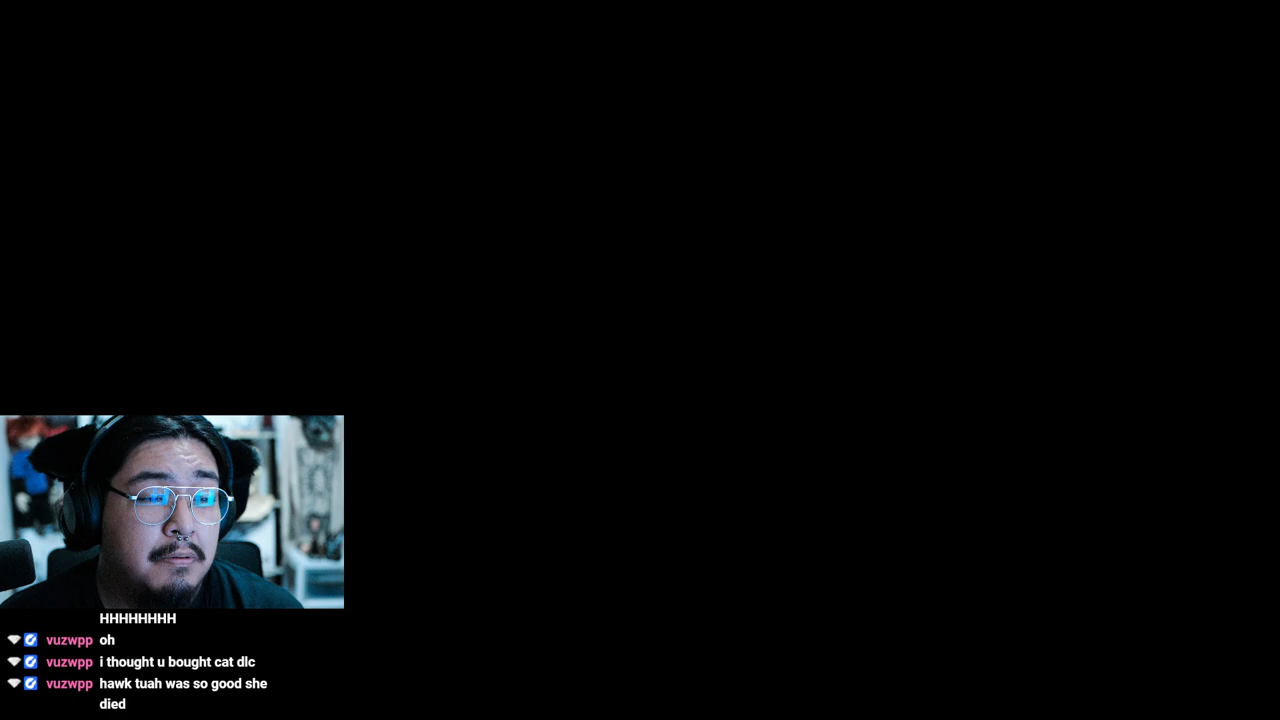 HHHHHHHH
vuzwpp oh
vuzwpp i thought u bought cat dlc
vuzwpp hawk tuah was so good she
died